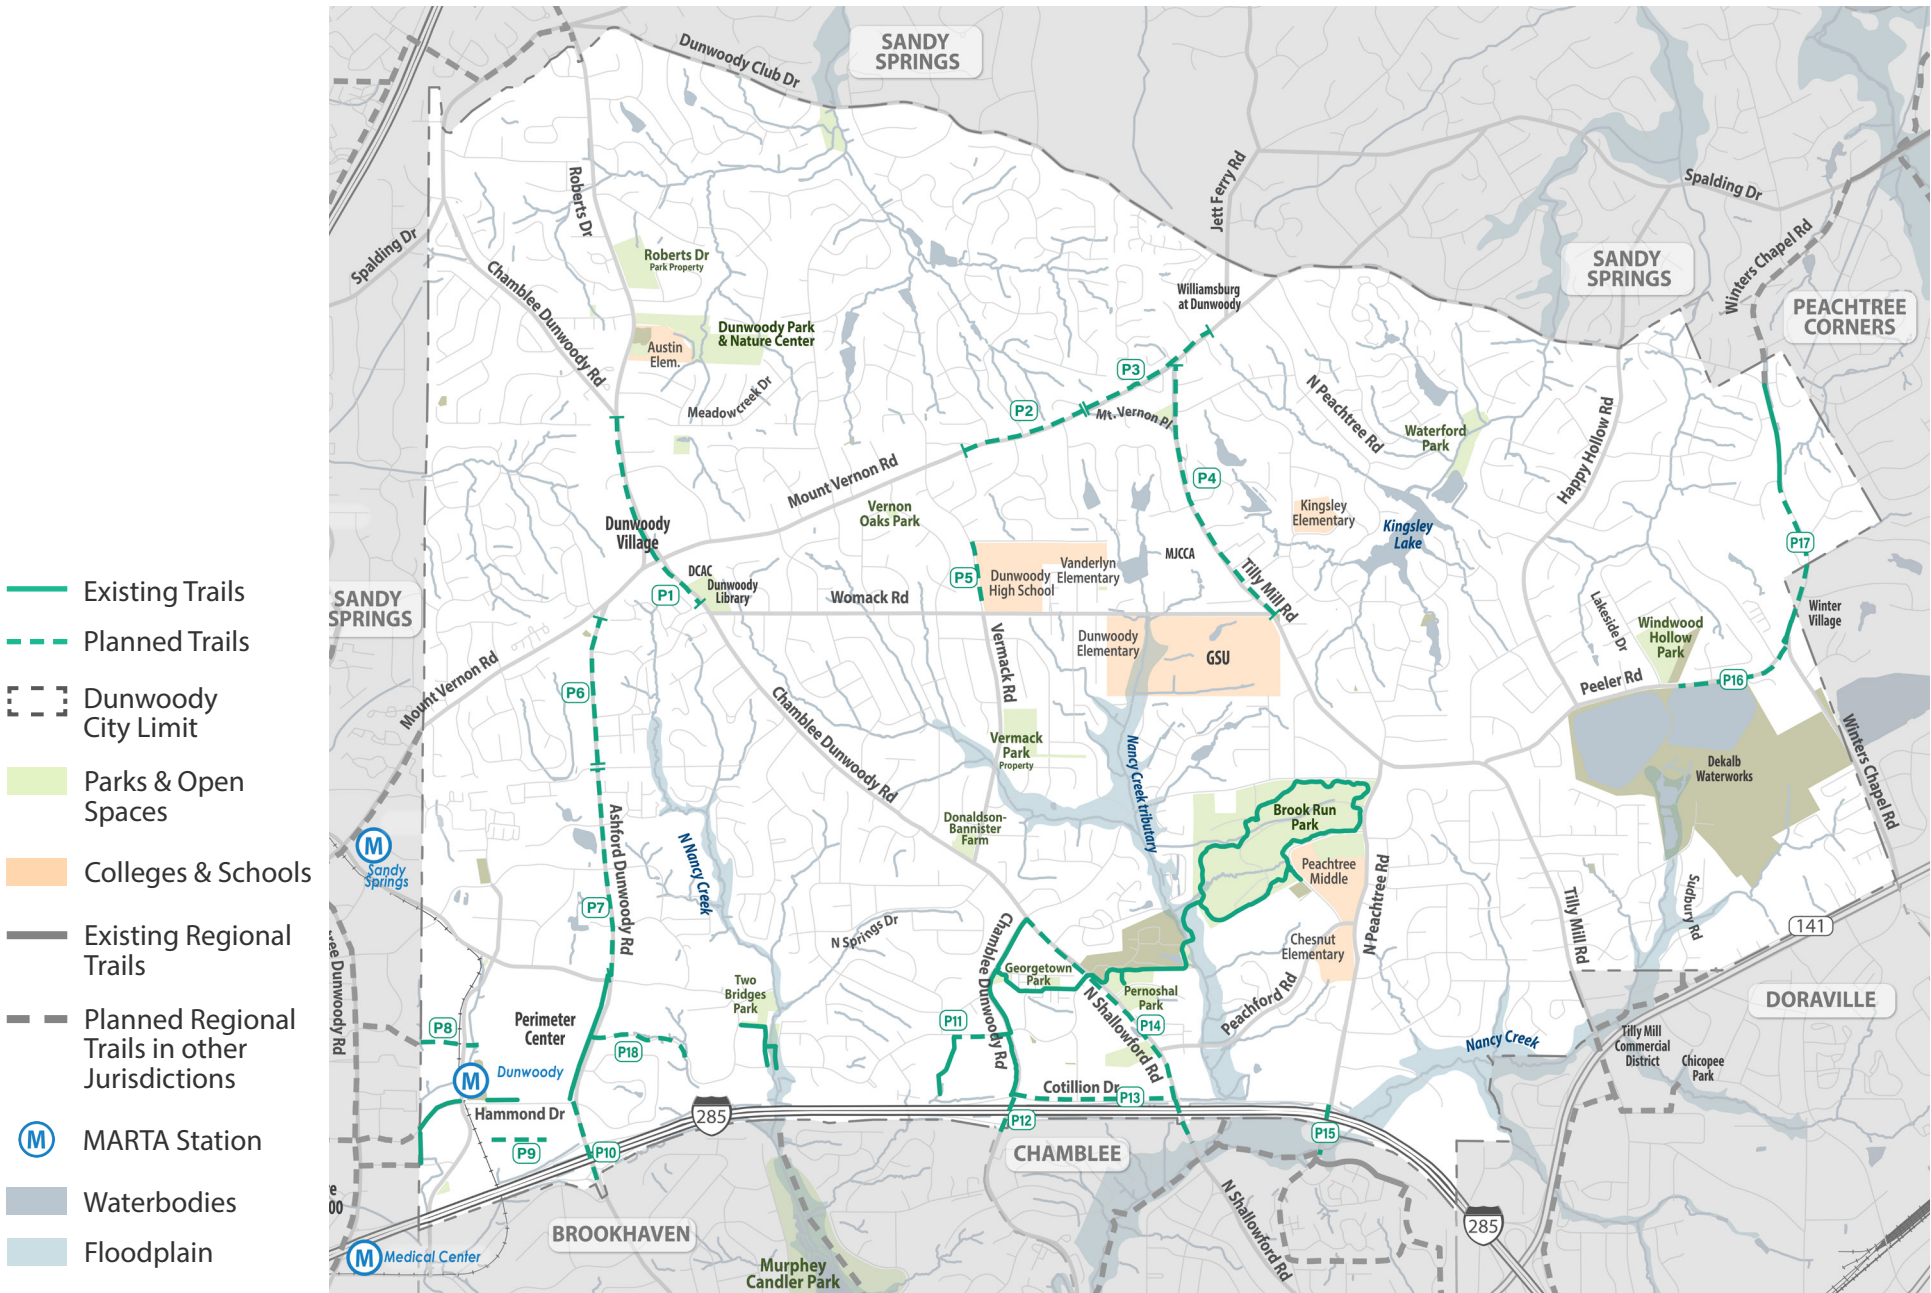 Existing Trails
Planned Trails
Dunwoody
City Limit
Parks & Open
Spaces
Colleges & Schools
Existing Regional
Trails
Planned Regional
Trails in other
Jurisdictions
M
MARTA Station
Waterbodies
Floodplain
SANDY
SPRINGS
Dunwoody Club Dr
Jett Ferry Rd
Spalding Dr
Spalding Dr
Roberts Dr
Winters Chapel Rd
SANDY
SPRINGS
PEACHTREE
CORNERS
Roberts Dr
Park Property
Chamblee Dunwoody Rd
Williamsburg
at Dunwoody
Dunwoody Park
& Nature Center
Austin
Elem.
Meadowcreek Dr
P3
P2
Mt. Vernon Pl
N Peachtree Rd
Waterford
Park
Happy Hollow Rd
Mount Vernon Rd
P4
Vernon
Oaks Park
Kingsley
Elementary
Kingsley
Lake
Dunwoody
Village
P17
MJCCA
Vanderlyn
Elementary
Dunwoody
High School
P5
DCAC
Dunwoody
Library
P1
Womack Rd
Tilly Mill Rd
SANDY
SPRINGS
Lakeside Dr
Windwood
Hollow
Park
Winter
Village
Dunwoody
Elementary
GSU
Vermack Rd
Mount Vernon Rd
P6
Peeler Rd
P16
Chamblee Dunwoody Rd
Vermack
Park
Property
Nancy Creek tributary
Winters Chapel Rd
Dekalb
Waterworks
Ashford Dunwoody Rd
N Nancy Creek
Donaldson-
Bannister
Farm
Brook Run
Park
M
Sandy
Springs
Peachtree
Middle
N Peachtree Rd
P7
Tilly Mill Rd
Sudbury Rd
141
N Springs Dr
Chamblee Dunwoody Rd
Chesnut
Elementary
Georgetown
Park
Two
Bridges
Park
Pernoshal
Park
N Shallowford Rd
Peachford Rd
DORAVILLE
P8
Perimeter
Center
P11
P14
P18
Nancy Creek
Tilly Mill
Commercial
District
Chicopee
Park
M
Dunwoody
Cotillion Dr
P13
Hammond Dr
285
P12
P15
P9
P10
CHAMBLEE
N Shallowford Rd
BROOKHAVEN
285
M
Medical Center
Murphey
Candler Park
Dunwoody Rd